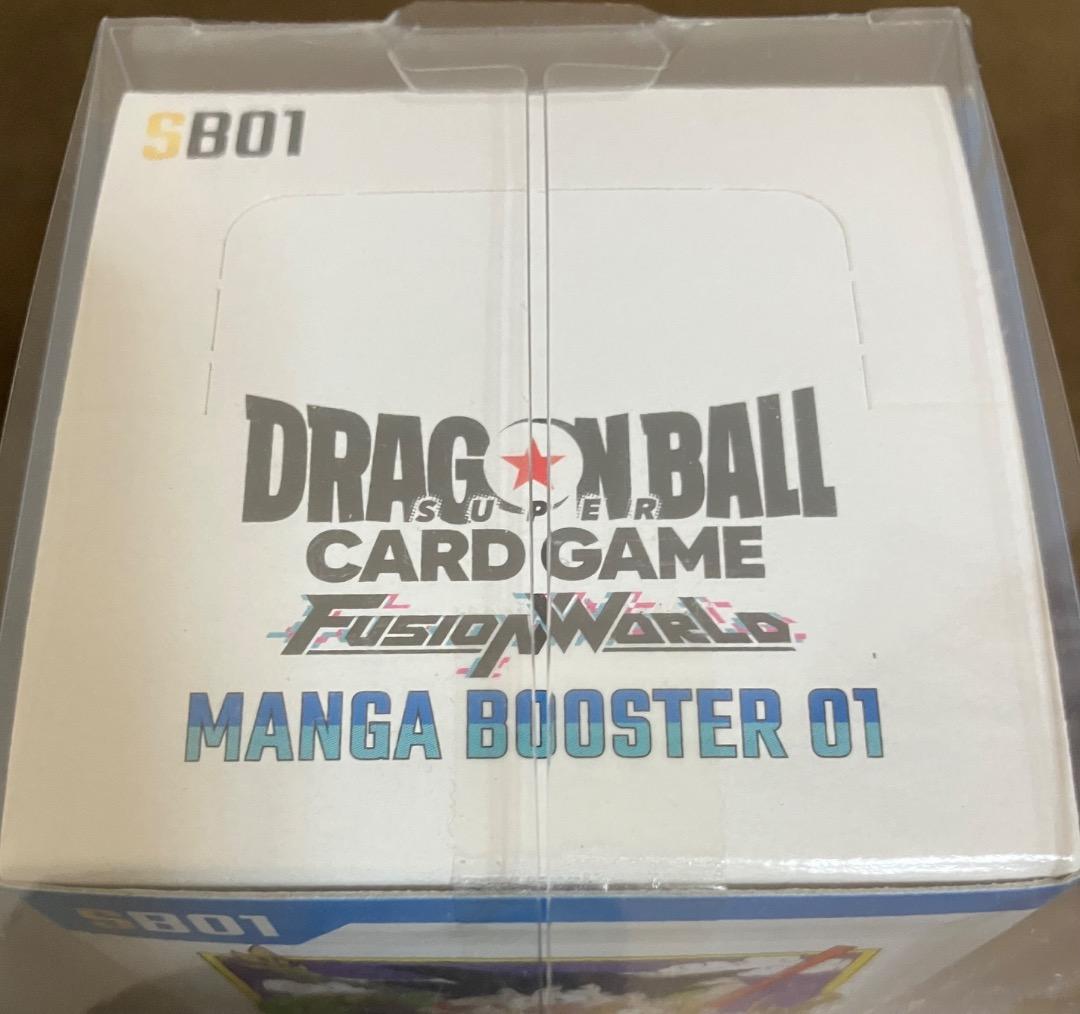 SB01
DRAGON BALL
SUPER
CARD GAME
FUSION WORLD
MANGA BOOSTER 01
SB01